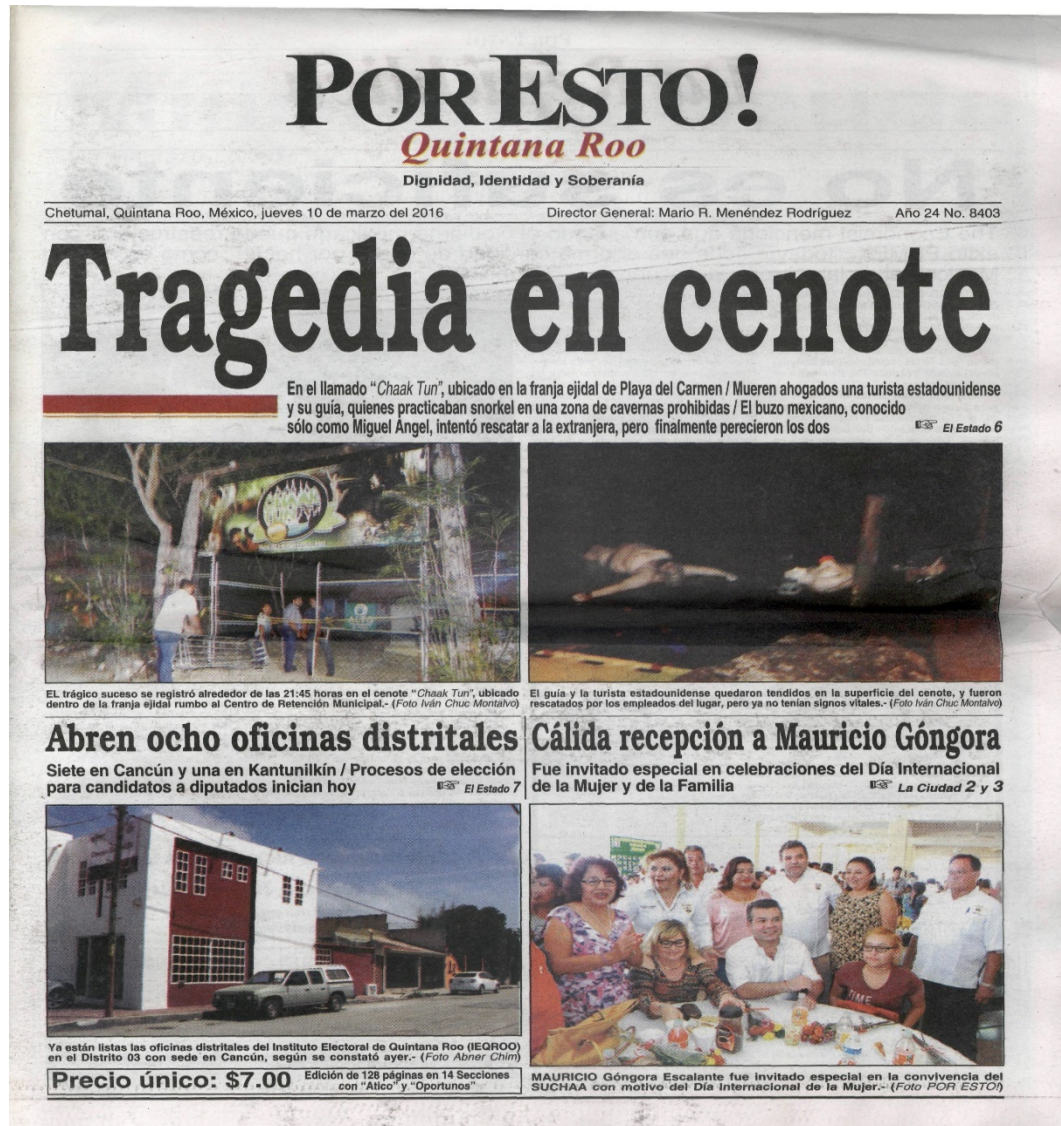 POR ESTO!
Quintana Roo
Dignidad, Identidad y Soberanía
Chetumal, Quintana Roo, México, jueves 10 de marzo del 2016 Director General: Mario R. Menéndez Rodríguez Año 24 No. 8403
Tragedia en cenote
En el llamado "Chaak Tun", ubicado en la franja ejidal de Playa del Carmen / Mueren ahogados una turista estadounidense
y su guía, quienes practicaban snorkel en una zona de cavernas prohibidas / El buzo mexicano, conocido
sólo como Miguel Angel, intentó rescatar a la extranjera, pero finalmente perecieron los dos
El Estado 6
EL trágico suceso se registró alrededor de las 21:45 horas en el cenote "Chaak Tun", ubicado
dentro de la franja ejidal rumbo al Centro de Retención Municipal.- (Foto Iván Chuc Montalvo)
El guía y la turista estadounidense quedaron tendidos en la superficie del cenote, y fueron
rescatados por los empleados del lugar, pero ya no tenían signos vitales.- (Foto Iván Chuc Montalvo)
Abren ocho oficinas distritales
Siete en Cancún y una en Kantunilkín / Procesos de elección
para candidatos a diputados inician hoy
El Estado 7
Cálida recepción a Mauricio Góngora
Fue invitado especial en celebraciones del Día Internacional
de la Mujer y de la Familia
La Ciudad 2 y 3
Ya están listas las oficinas distritales del Instituto Electoral de Quintana Roo (IEQROO)
en el Distrito 03 con sede en Cancún, según se constató ayer.- (Foto Abner Chim)
Precio único: $7.00
Edición de 128 páginas en 14 Secciones
con "Atico" y "Oportunos"
MAURICIO Góngora Escalante fue invitado especial en la convivencia del
SUCHAA con motivo del Día Internacional de la Mujer.- (Foto POR ESTO!)